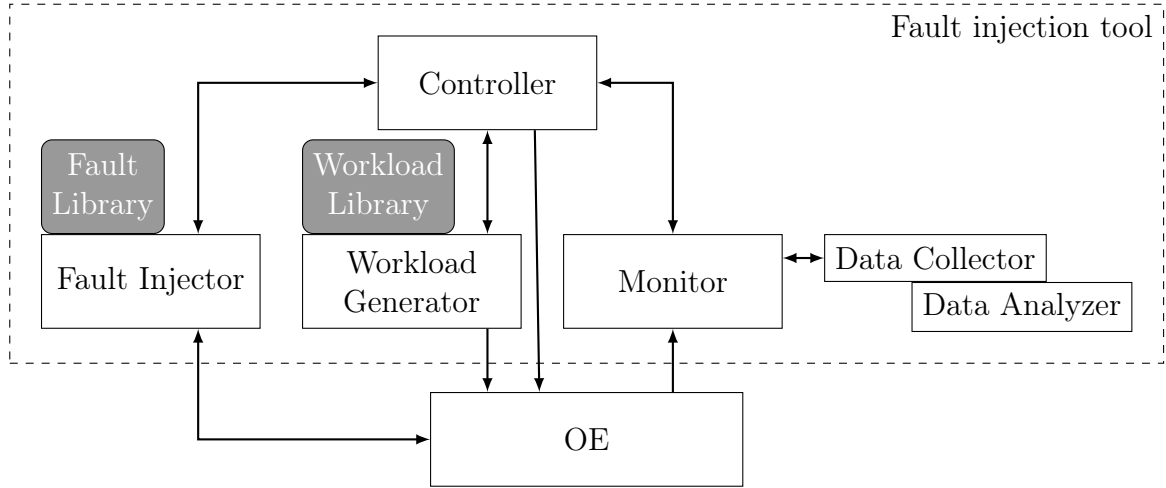 Fault injection tool
Controller
Fault
Library
Workload
Library
Fault Injector
Workload
Generator
Monitor
Data Collector
Data Analyzer
OE